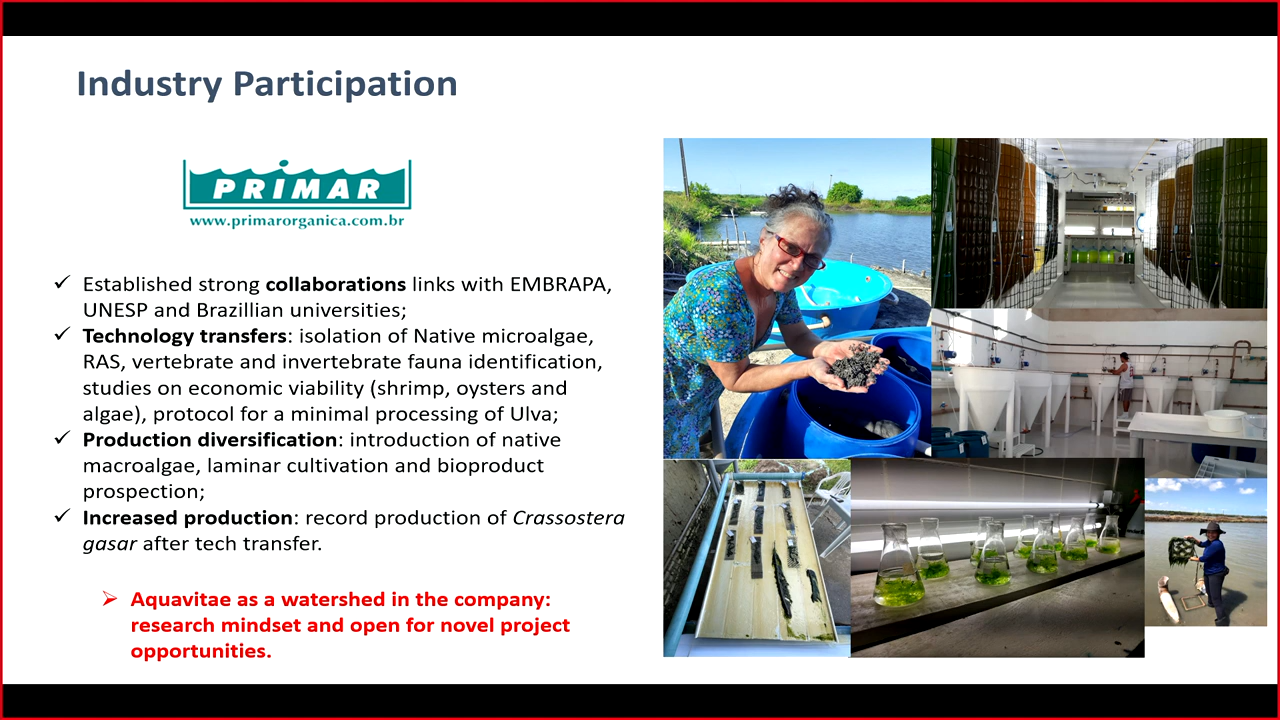 Industry Participation
PRIMAR
www.primarorganica.com.br
✓ Established strong collaborations links with EMBRAPA,
UNESP and Brazillian universities;
✓ Technology transfers: isolation of Native microalgae,
RAS, vertebrate and invertebrate fauna identification,
studies on economic viability (shrimp, oysters and
algae), protocol for a minimal processing of Ulva;
✓ Production diversification: introduction of native
macroalgae, laminar cultivation and bioproduct
prospection;
✓ Increased production: record production of Crassostera
gasar after tech transfer.
➢ Aquavitae as a watershed in the company:
research mindset and open for novel project
opportunities.